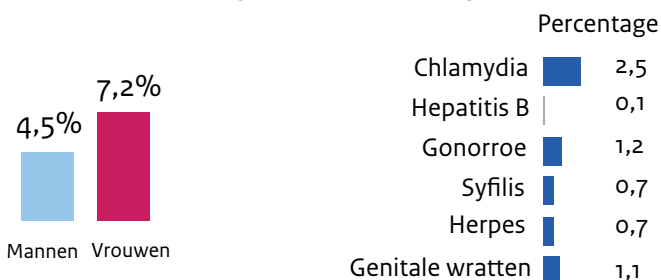 7,2%
4,5%
Mannen Vrouwen
Percentage
Chlamydia 2,5
Hepatitis B 0,1
Gonorroe 1,2
Syfilis 0,7
Herpes 0,7
Genitale wratten 1,1